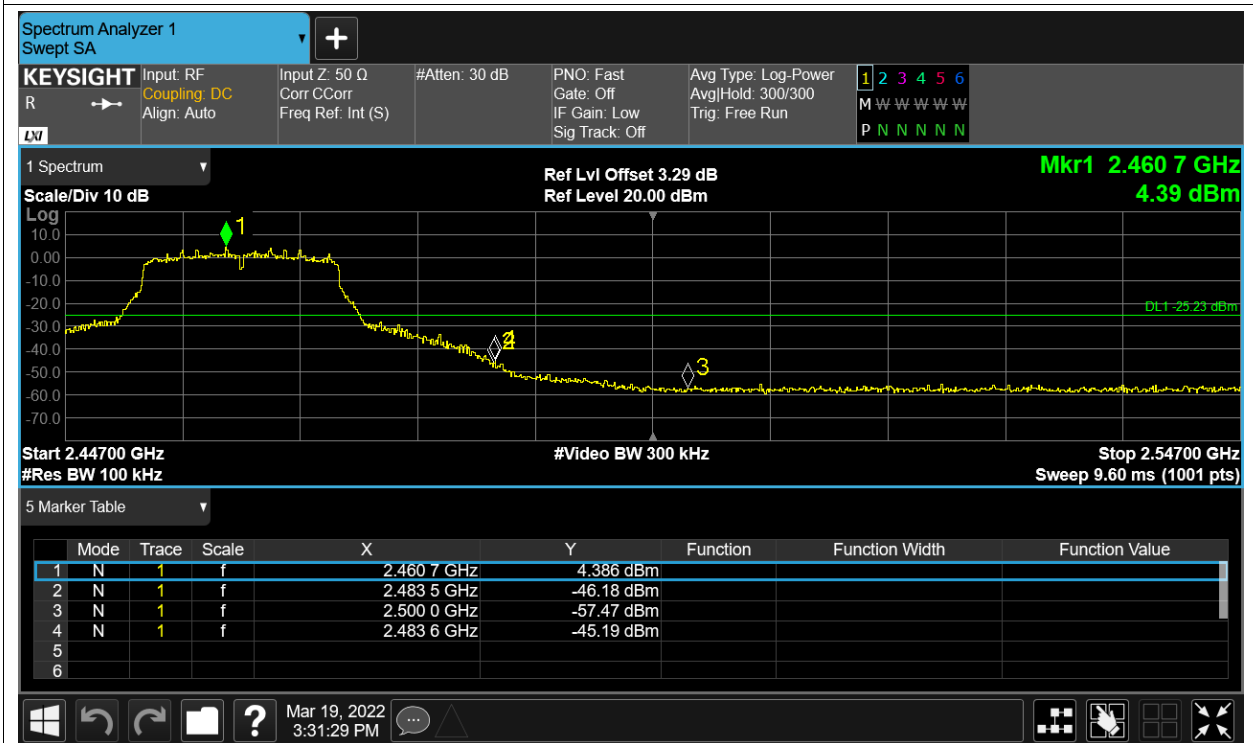 Spectrum Analyzer 1
Swept SA
KEYSIGHT
R
LXI
Input: RF
Coupling: DC
Align: Auto
Input Z: 50 Ω
Corr CCorr
Freq Ref: Int (S)
#Atten: 30 dB
PNO: Fast
Gate: Off
IF Gain: Low
Sig Track: Off
Avg Type: Log-Power
Avg|Hold: 300/300
Trig: Free Run
1 2 3 4 5 6
M W W W W W
P N N N N N
1 Spectrum
Scale/Div 10 dB
Ref Lvl Offset 3.29 dB
Ref Level 20.00 dBm
Mkr1 2.460 7 GHz
4.39 dBm
Log
10.0
0.00
-10.0
-20.0
-30.0
-40.0
-50.0
-60.0
-70.0
1
3
DL1 -25.23 dBm
Start 2.44700 GHz
#Res BW 100 kHz
#Video BW 300 kHz
Stop 2.54700 GHz
Sweep 9.60 ms (1001 pts)
5 Marker Table
Mode Trace Scale X Y Function Function Width Function Value
1 N 1 f 2.460 7 GHz 4.386 dBm
2 N 1 f 2.483 5 GHz -46.18 dBm
3 N 1 f 2.500 0 GHz -57.47 dBm
4 N 1 f 2.483 6 GHz -45.19 dBm
5
6
?
Mar 19, 2022
3:31:29 PM